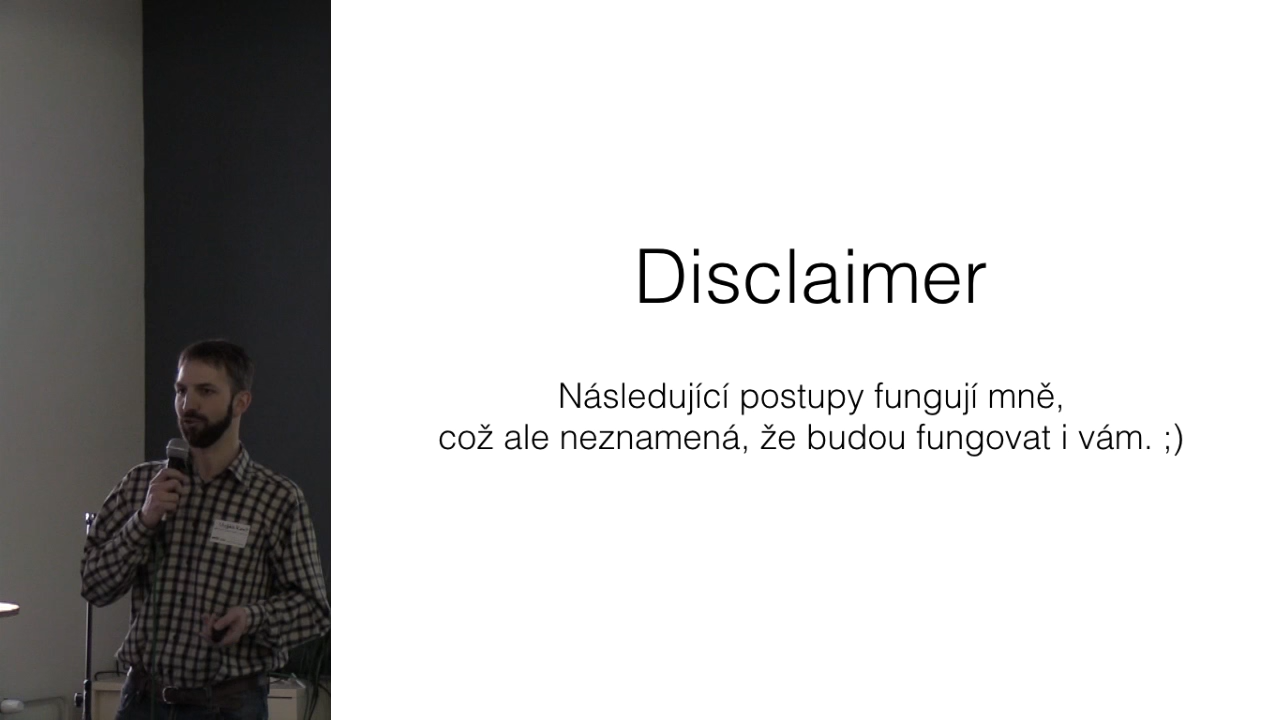 Disclaimer
Následující postupy fungují mně,
což ale neznamená, že budou fungovat i vám. ;)